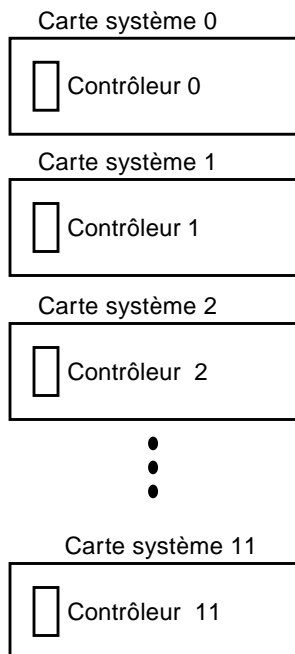 Carte système 0
Contrôleur 0
Carte système 1
Contrôleur 1
Carte système 2
Contrôleur 2
Carte système 11
Contrôleur 11